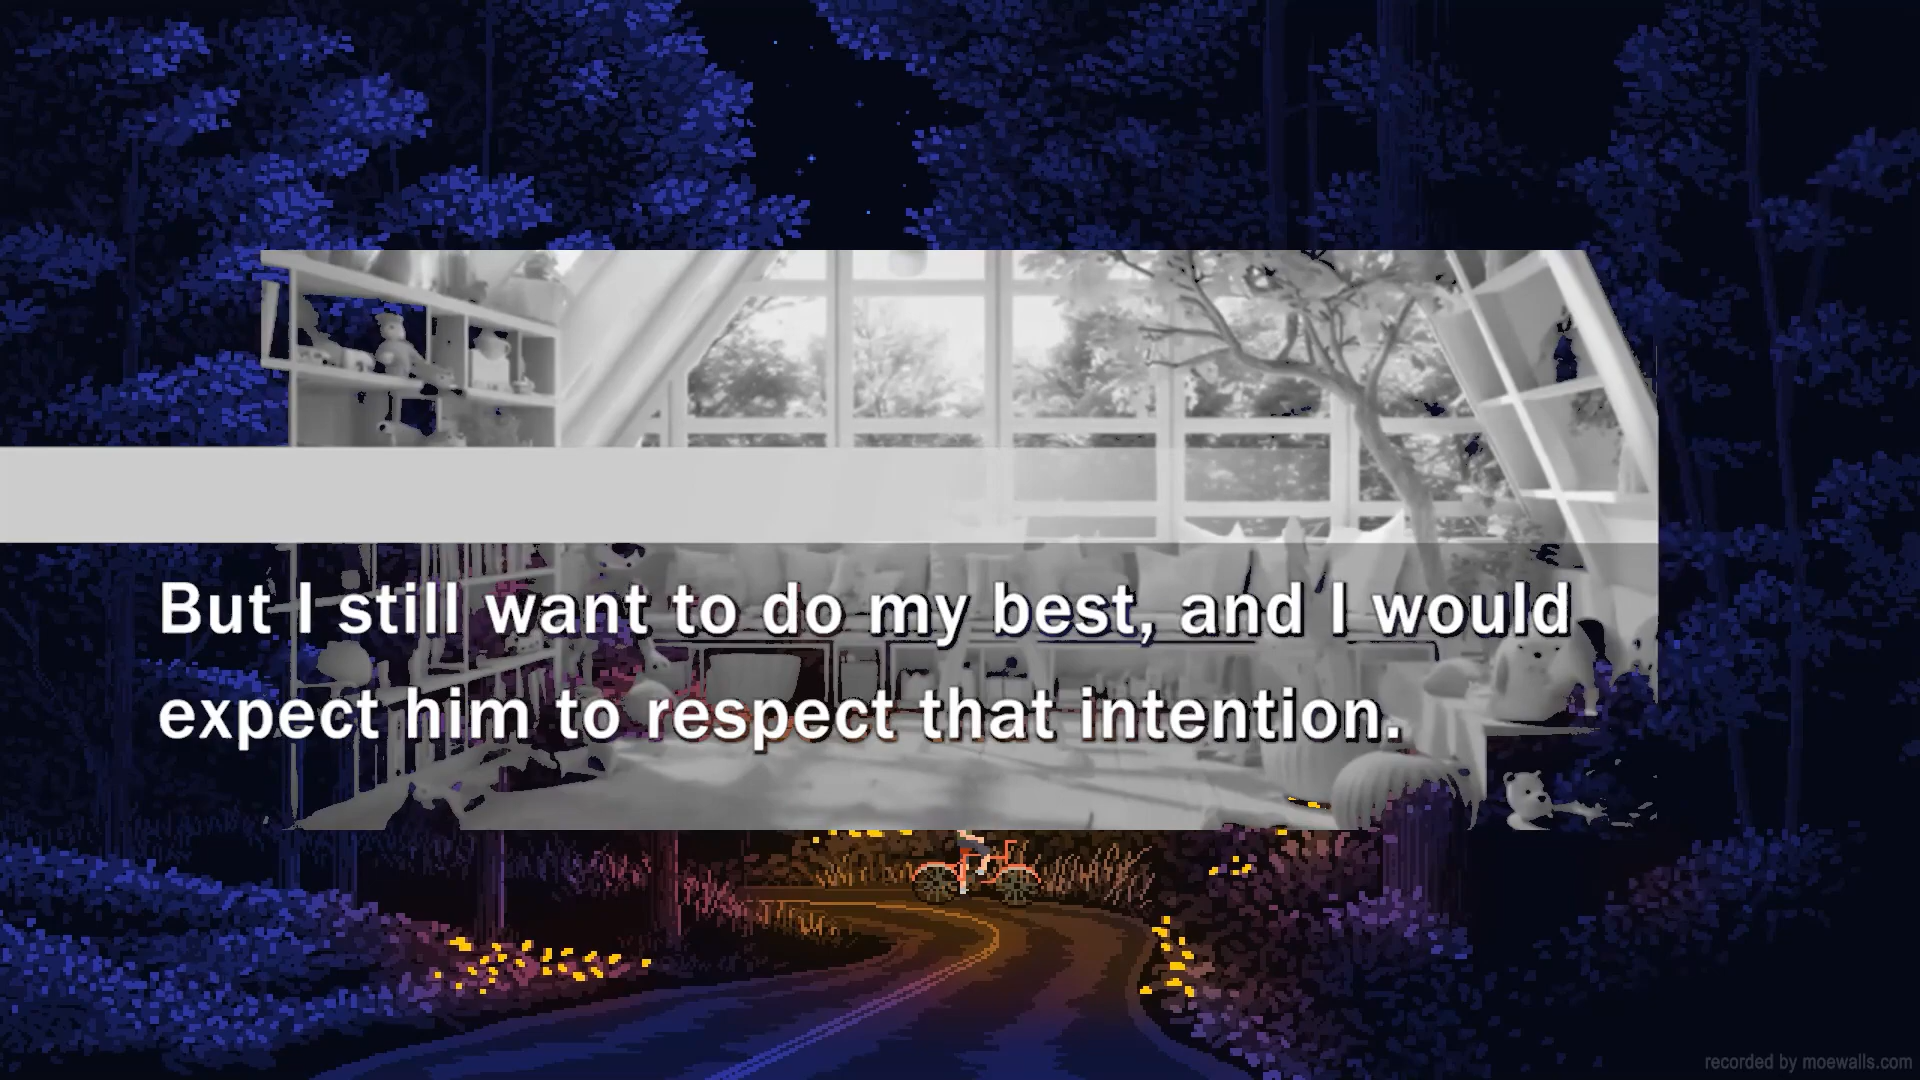 But I still want to do my best, and I would
expect him to respect that intention.
recorded by moewalls.com